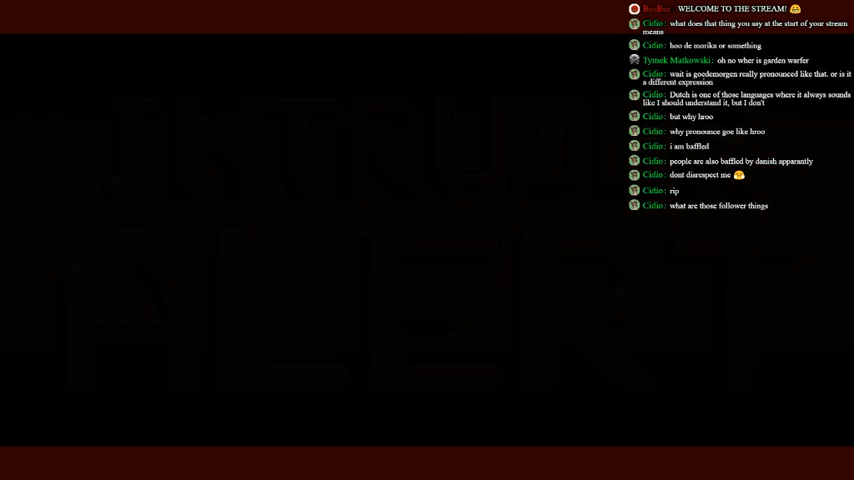 BeeBee WELCOME TO THE STREAM! 🤗
Cidio: what does that thing you say at the start of your stream
means
Cidio: hoo de morika or something
Tymek Matkowski: oh no wher is garden warfer
Cidio: wait is goedemorgen really pronounced like that. or is it
a different expression
Cidio: Dutch is one of those languages where it always sounds
like I should understand it, but I don't
Cidio: but why hroo
Cidio: why pronounce goe like hroo
Cidio: i am baffled
Cidio: people are also baffled by danish apparantly
Cidio: dont disrespect me 🤗
Cidio: rip
Cidio: what are those follower things
INTRUD
ALERT